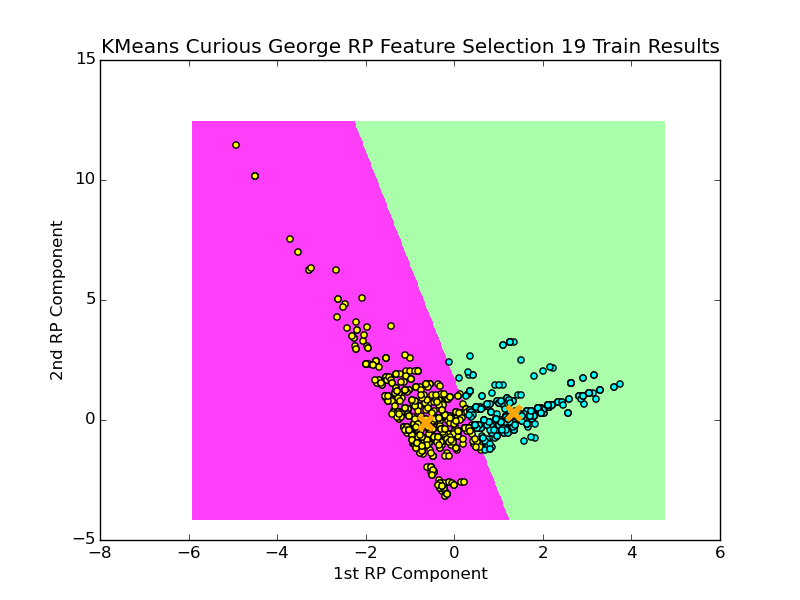 KMeans Curious George RP Feature Selection 19 Train Results
15
10
5
0
−5
2nd RP Component
−8 −6 −4 −2 0 2 4 6
1st RP Component